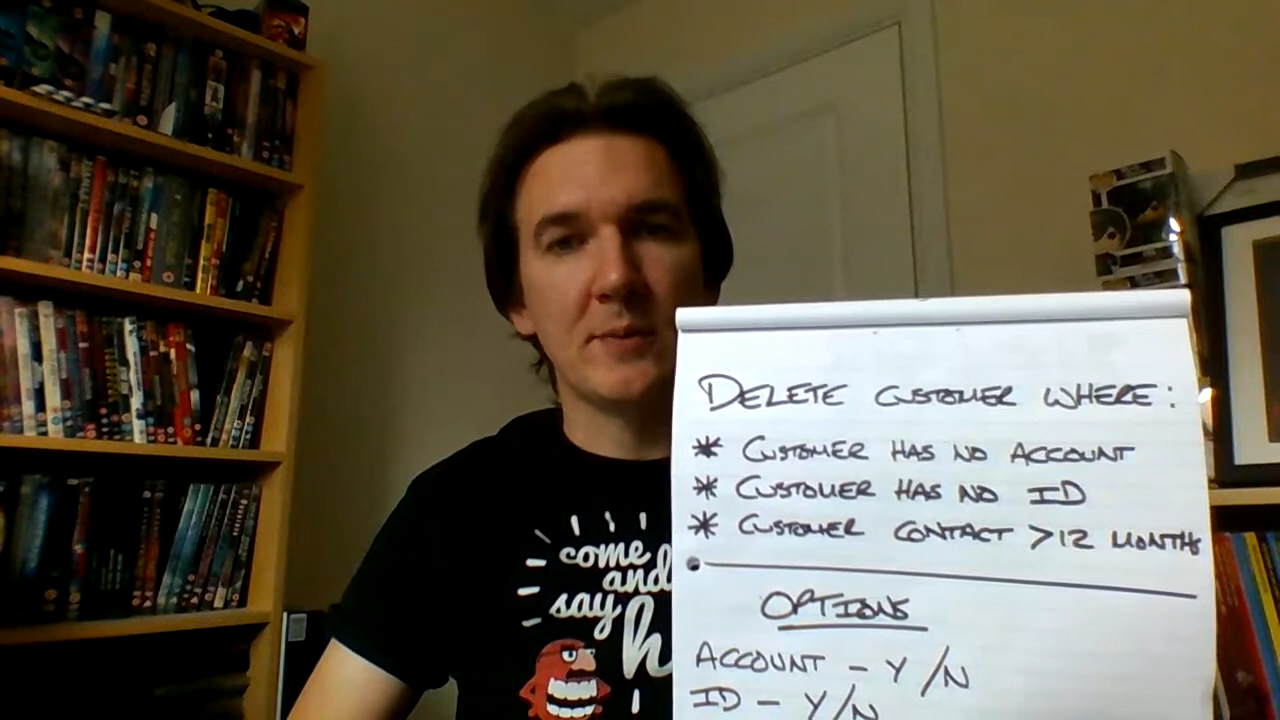 DELETE CUSTOMER WHERE:
* CUSTOMER HAS NO ACCOUNT
* CUSTOMER HAS NO ID
* CUSTOMER CONTACT >12 MONTHS
OPTIONS
ACCOUNT - Y/N
ID - Y/N
come
and
say
h